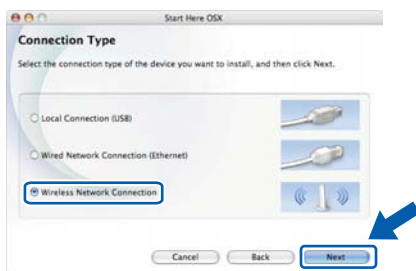 Start Here OSX
Connection Type
Select the connection type of the device you want to install, and then click Next.
Local Connection (USB)
Wired Network Connection (Ethernet)
Wireless Network Connection
Cancel Back Next